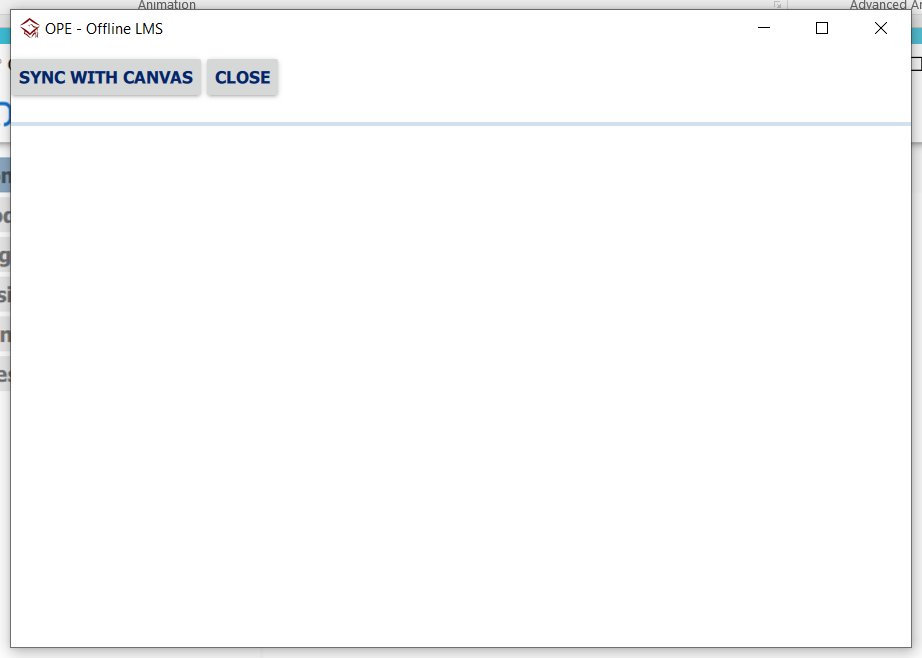 Animation
Advanced
OPE - Offline LMS
SYNC WITH CANVAS
CLOSE